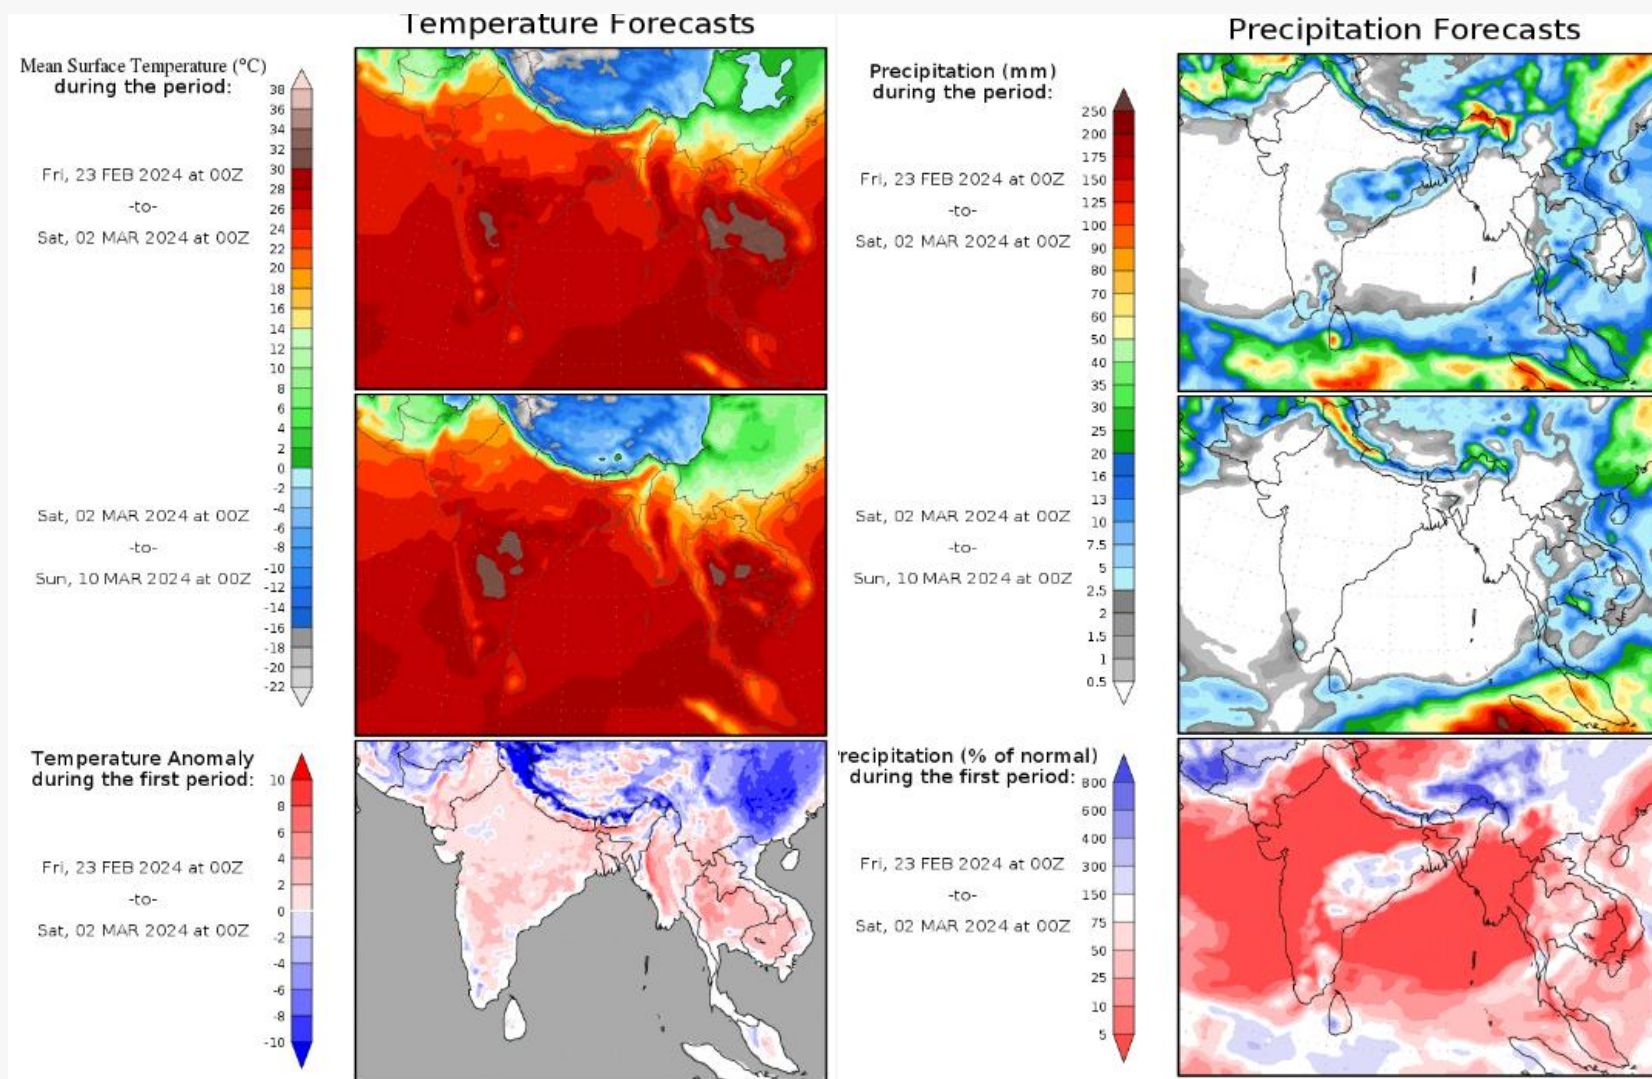 Temperature Forecasts
Mean Surface Temperature (°C)
during the period:
38
36
34
32
30
28
26
24
22
20
18
16
14
12
10
8
6
4
2
0
-2
-4
-6
-8
-10
-12
-14
-16
-18
-20
-22
Fri, 23 FEB 2024 at 00Z
-to-
Sat, 02 MAR 2024 at 00Z
Sat, 02 MAR 2024 at 00Z
-to-
Sun, 10 MAR 2024 at 00Z
Temperature Anomaly
during the first period:
10
8
6
4
2
0
-2
-4
-6
-8
-10
Fri, 23 FEB 2024 at 00Z
-to-
Sat, 02 MAR 2024 at 00Z
Precipitation Forecasts
Precipitation (mm)
during the period:
250
200
175
150
125
100
90
80
70
60
50
40
35
30
25
20
16
13
10
7.5
5
2.5
2
1.5
1
0.5
Fri, 23 FEB 2024 at 00Z
-to-
Sat, 02 MAR 2024 at 00Z
Sat, 02 MAR 2024 at 00Z
-to-
Sun, 10 MAR 2024 at 00Z
Precipitation (% of normal)
during the first period:
800
600
400
300
150
75
50
25
10
5
Fri, 23 FEB 2024 at 00Z
-to-
Sat, 02 MAR 2024 at 00Z